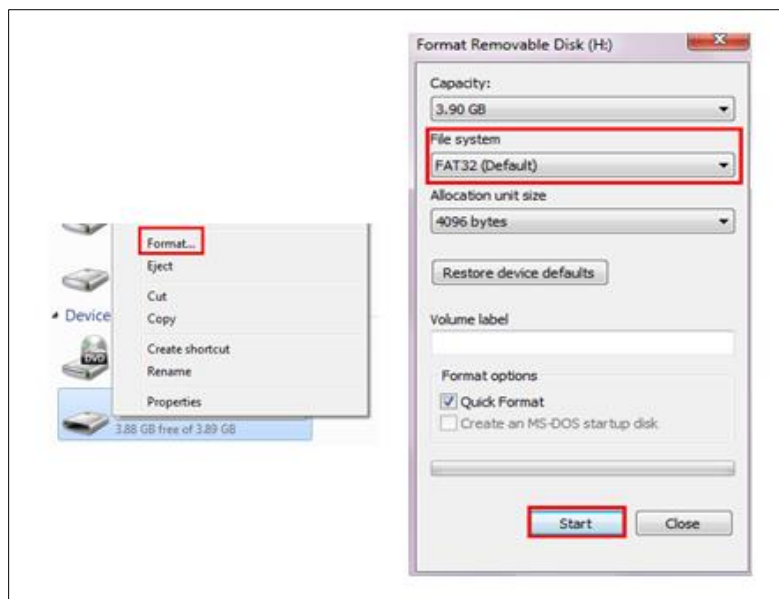 Format...
Eject
Cut
Copy
Device
Create shortcut
DVD
Rename
Properties
3.88 GB free of 3.89 GB
Format Removable Disk (H:)
Capacity:
3.90 GB
File system
FAT32 (Default)
Allocation unit size
4096 bytes
Restore device defaults
Volume label
Format options
Quick Format
Create an MS-DOS startup disk
Start
Close